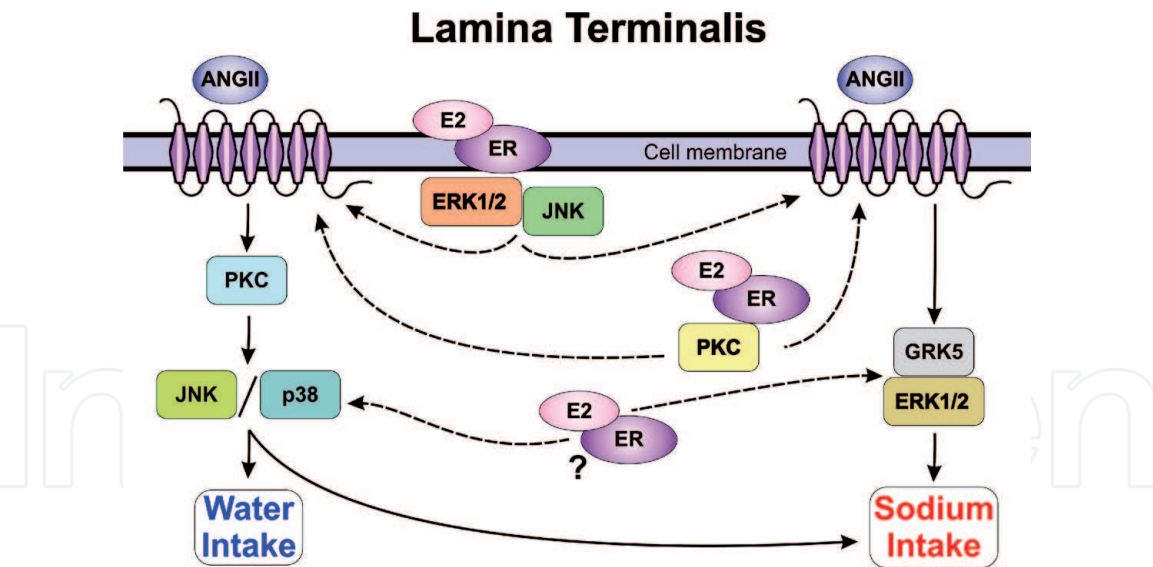 Lamina Terminalis
ANGII
ANGII
E2
ER
Cell membrane
ERK1/2
JNK
E2
ER
PKC
PKC
GRK5
JNK
p38
E2
ER
ERK1/2
?
Water
Intake
Sodium
Intake